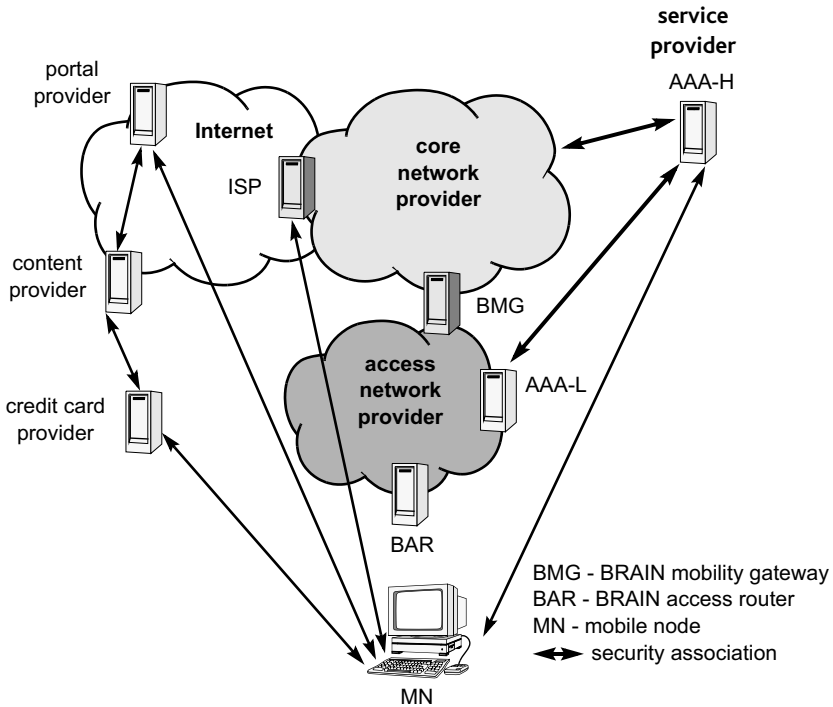 service
provider
AAA-H
portal
provider
Internet
ISP
core
network
provider
content
provider
BMG
access
network
provider
AAA-L
credit card
provider
BAR
BMG - BRAIN mobility gateway
BAR - BRAIN access router
MN - mobile node
security association
MN